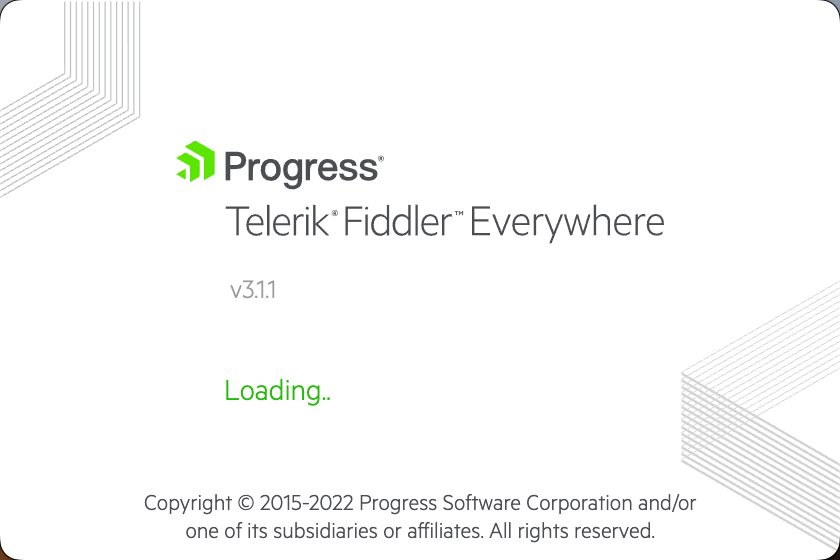 Progress®
Telerik® Fiddler™ Everywhere
v3.1.1
Loading..
Copyright © 2015-2022 Progress Software Corporation and/or
one of its subsidiaries or affiliates. All rights reserved.